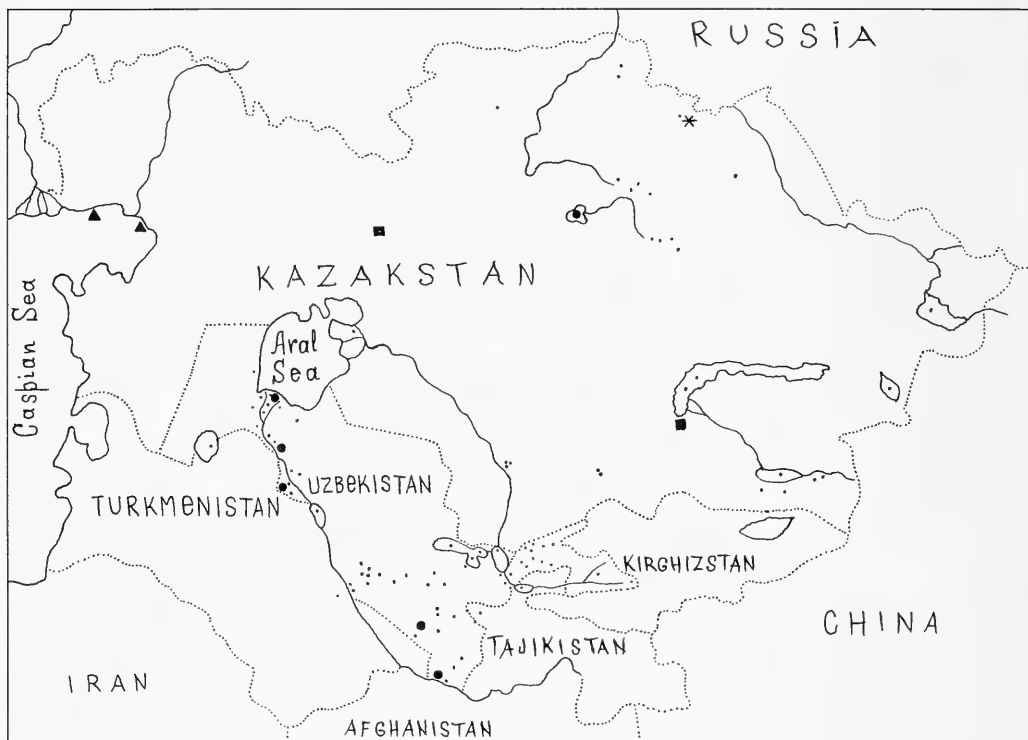 RUSSIA
KAZAKSTAN
Caspian Sea
Aral
Sea
UZBEKISTAN
TURKMENISTAN
KIRGHIZSTAN
CHINA
TAJIKISTAN
IRAN
AFGHANISTAN